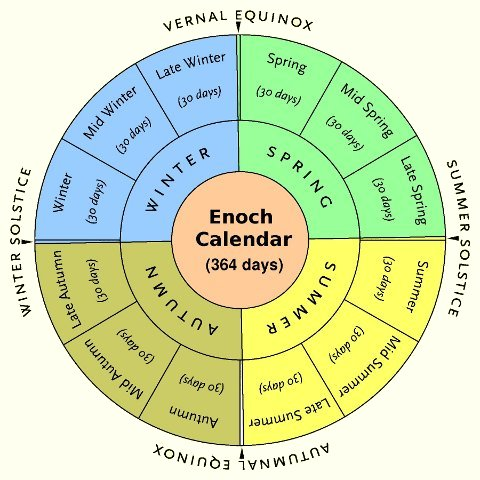 VERNAL EQUINOX
Spring
(30 days)
Mid Spring
(30 days)
Late Spring
(30 days)
SPRING
SUMMER SOLSTICE
Summer
(30 days)
Mid Summer
(30 days)
Late Summer
(30 days)
SUMMER
AUTUMNAL EQUINOX
Autumn
(30 days)
Mid Autumn
(30 days)
Late Autumn
(30 days)
AUTUMN
WINTER SOLSTICE
Winter
(30 days)
Mid Winter
(30 days)
Late Winter
(30 days)
WINTER
Enoch
Calendar
(364 days)